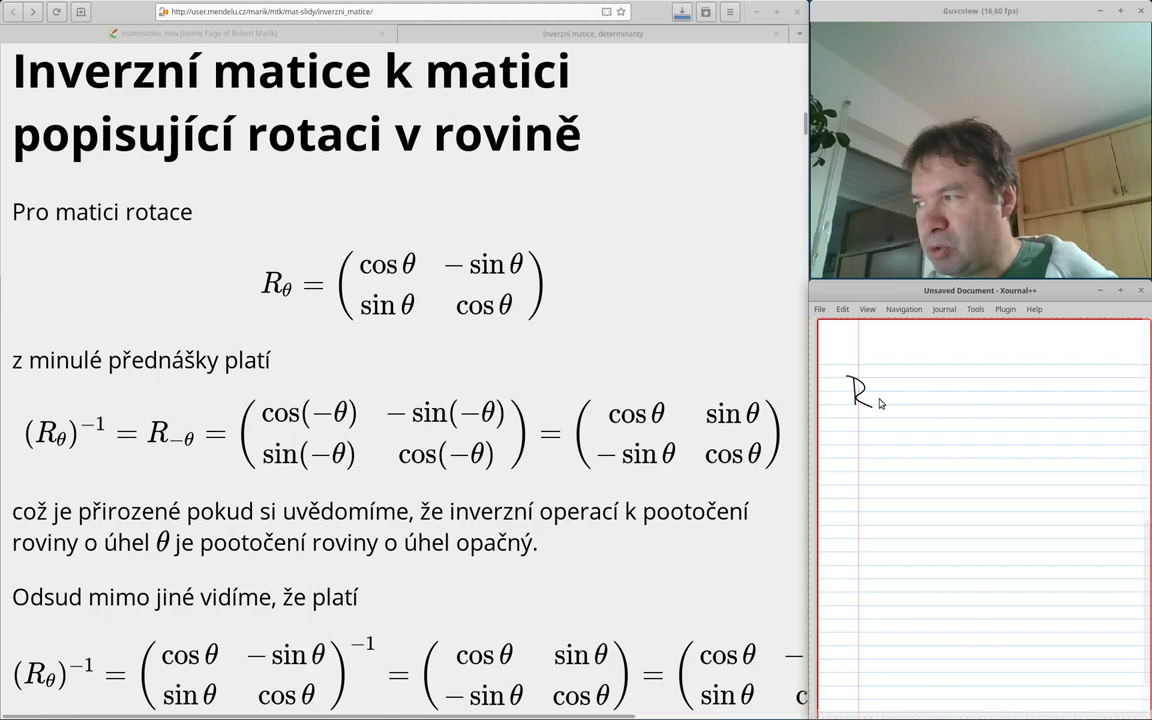 http://user.mendelu.cz/marik/mtk/mat-slidy/inverzni_matice/
matematika_new [Home Page of Robert Mařík]
Inverzní matice, determinanty
Inverzní matice k matici
popisující rotaci v rovině
Pro matici rotace
R_θ = ( cos θ − sin θ )
( sin θ cos θ )
z minulé přednášky platí
(R_θ)^−1 = R_−θ = ( cos(−θ) − sin(−θ) ) = ( cos θ sin θ )
( sin(−θ) cos(−θ) ) ( − sin θ cos θ )
což je přirozené pokud si uvědomíme, že inverzní operací k pootočení
roviny o úhel θ je pootočení roviny o úhel opačný.
Odsud mimo jiné vidíme, že platí
(R_θ)^−1 = ( cos θ − sin θ )^−1 = ( cos θ sin θ ) = ( cos θ −
( sin θ cos θ ) ( − sin θ cos θ ) ( sin θ c
Guvcview (16,60 fps)
Unsaved Document - Xournal++
File Edit View Navigation Journal Tools Plugin Help
R